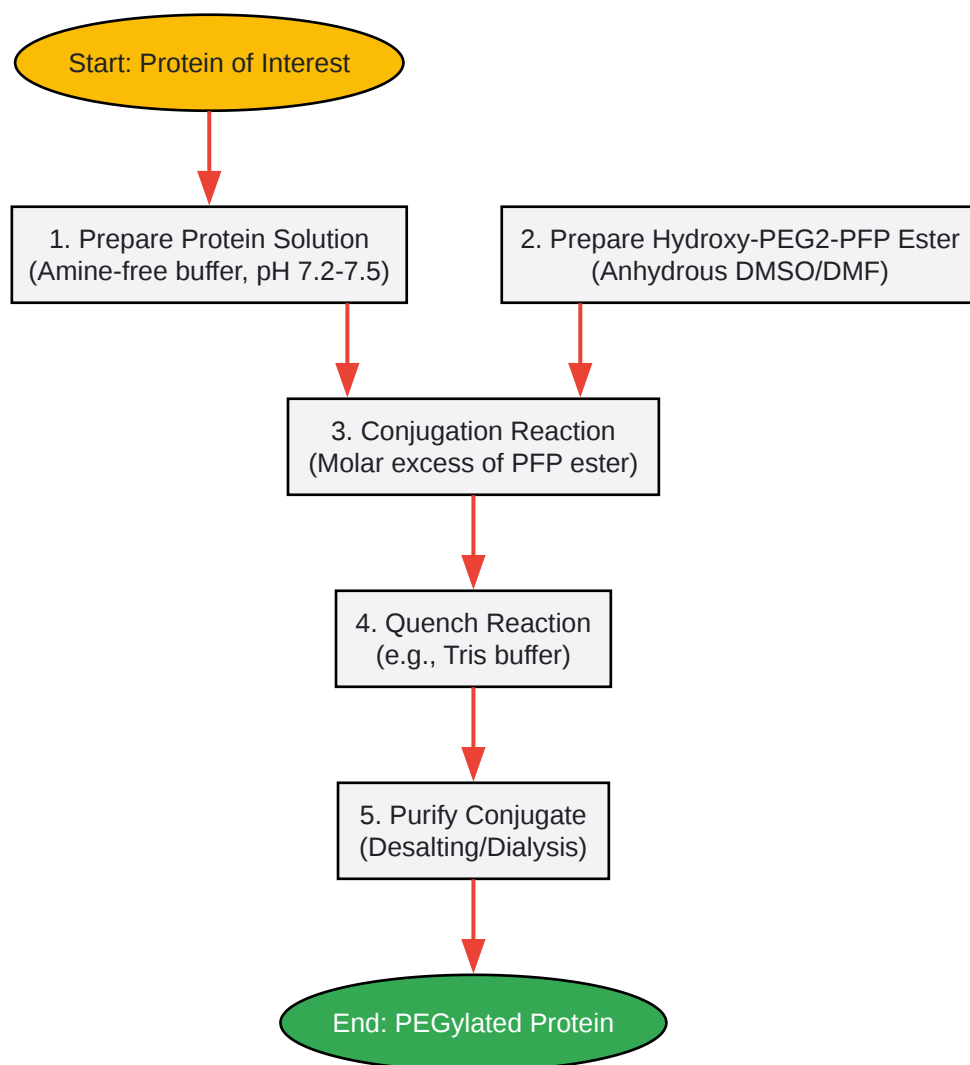 Start: Protein of Interest
1. Prepare Protein Solution
(Amine-free buffer, pH 7.2-7.5)
2. Prepare Hydroxy-PEG2-PFP Ester
(Anhydrous DMSO/DMF)
3. Conjugation Reaction
(Molar excess of PFP ester)
4. Quench Reaction
(e.g., Tris buffer)
5. Purify Conjugate
(Desalting/Dialysis)
End: PEGylated Protein